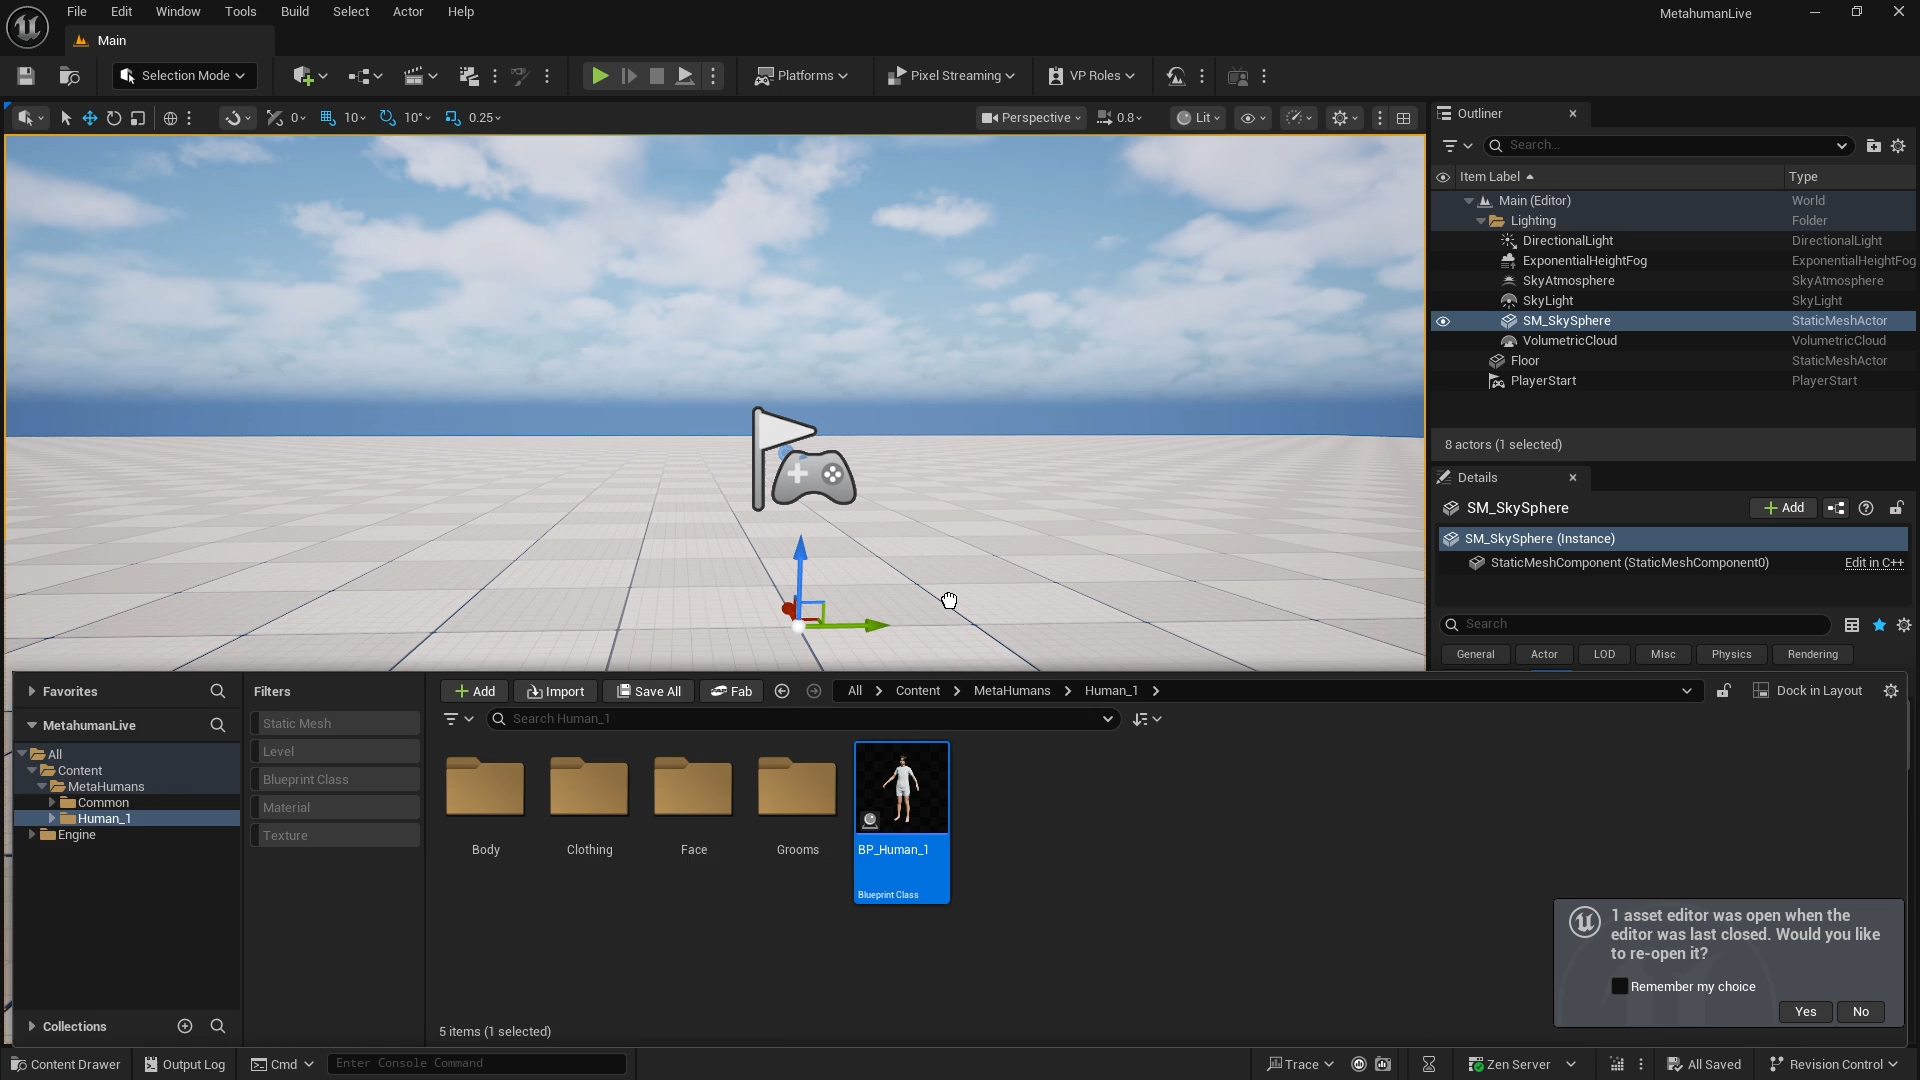 File Edit Window Tools Build Select Actor Help
MetahumanLive
Main
Selection Mode
Platforms
Pixel Streaming
VP Roles
0
10
10°
0.25
Perspective
0.8
Lit
Outliner
Search...
Item Label Type
Main (Editor) World
Lighting Folder
DirectionalLight DirectionalLight
ExponentialHeightFog ExponentialHeightFog
SkyAtmosphere SkyAtmosphere
SkyLight SkyLight
SM_SkySphere StaticMeshActor
VolumetricCloud VolumetricCloud
Floor StaticMeshActor
PlayerStart PlayerStart
8 actors (1 selected)
Details
SM_SkySphere
Add
SM_SkySphere (Instance)
StaticMeshComponent (StaticMeshComponent0) Edit in C++
Search
General Actor LOD Misc Physics Rendering
Favorites
MetahumanLive
All
Content
MetaHumans
Common
Human_1
Engine
Collections
Filters
Static Mesh
Level
Blueprint Class
Material
Texture
Add Import Save All Fab All Content MetaHumans Human_1 Dock in Layout
Search Human_1
Body
Clothing
Face
Grooms
BP_Human_1
Blueprint Class
5 items (1 selected)
1 asset editor was open when the
editor was last closed. Would you like
to re-open it?
Remember my choice
Yes No
Content Drawer Output Log Cmd Enter Console Command Trace Zen Server All Saved Revision Control